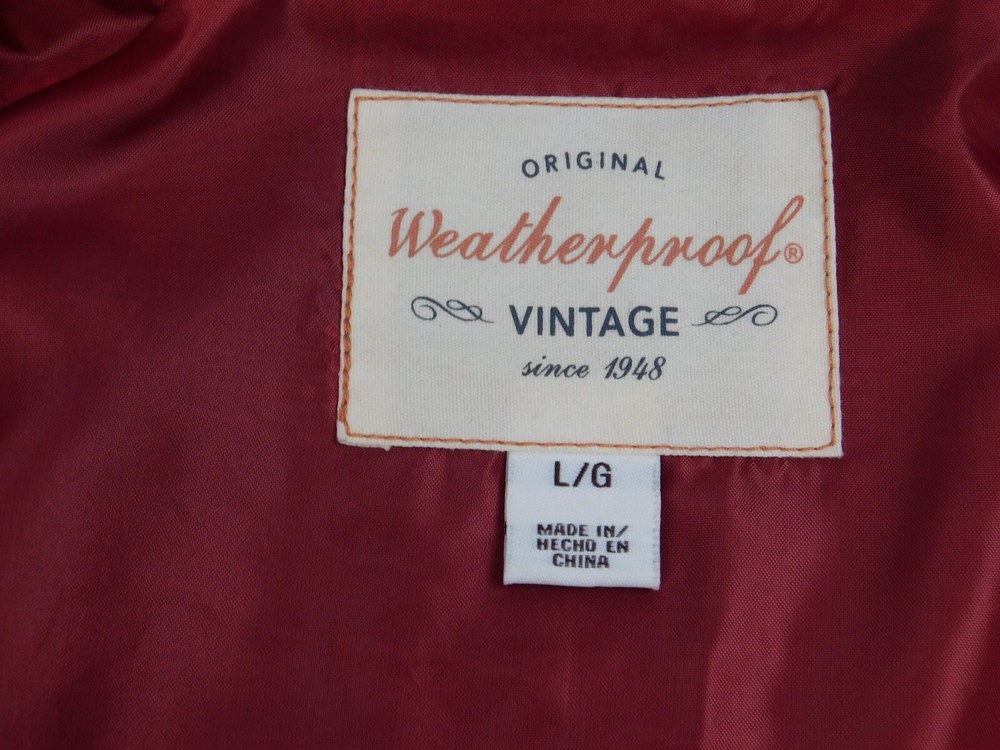 ORIGINAL
Weatherproof®
VINTAGE
since 1948
L/G
MADE IN/
HECHO EN
CHINA